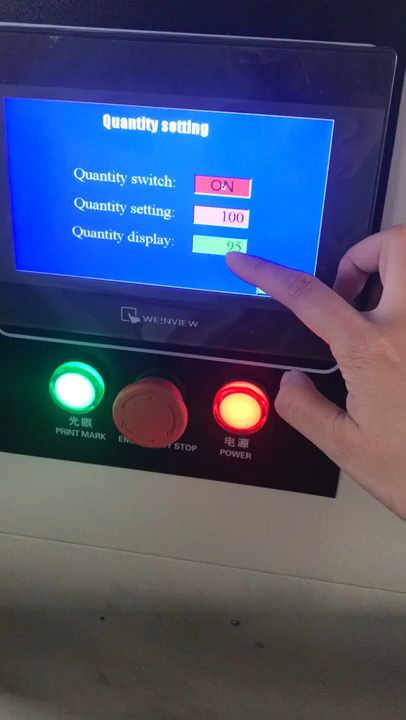 Quantity setting
Quantity switch: ON
Quantity setting: 100
Quantity display: 95
WEINVIEW
光眼 电源
PRINT MARK STOP POWER